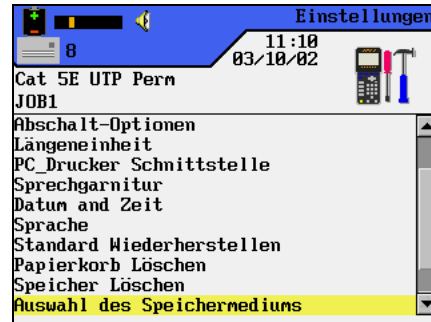 Einstellungen
8
11:10
03/10/02
Cat 5E UTP Perm
JOB1
Abschalt-Optionen
Längeneinheit
PC_Drucker Schnittstelle
Sprechgarnitur
Datum and Zeit
Sprache
Standard Wiederherstellen
Papierkorb Löschen
Speicher Löschen
Auswahl des Speichermediums